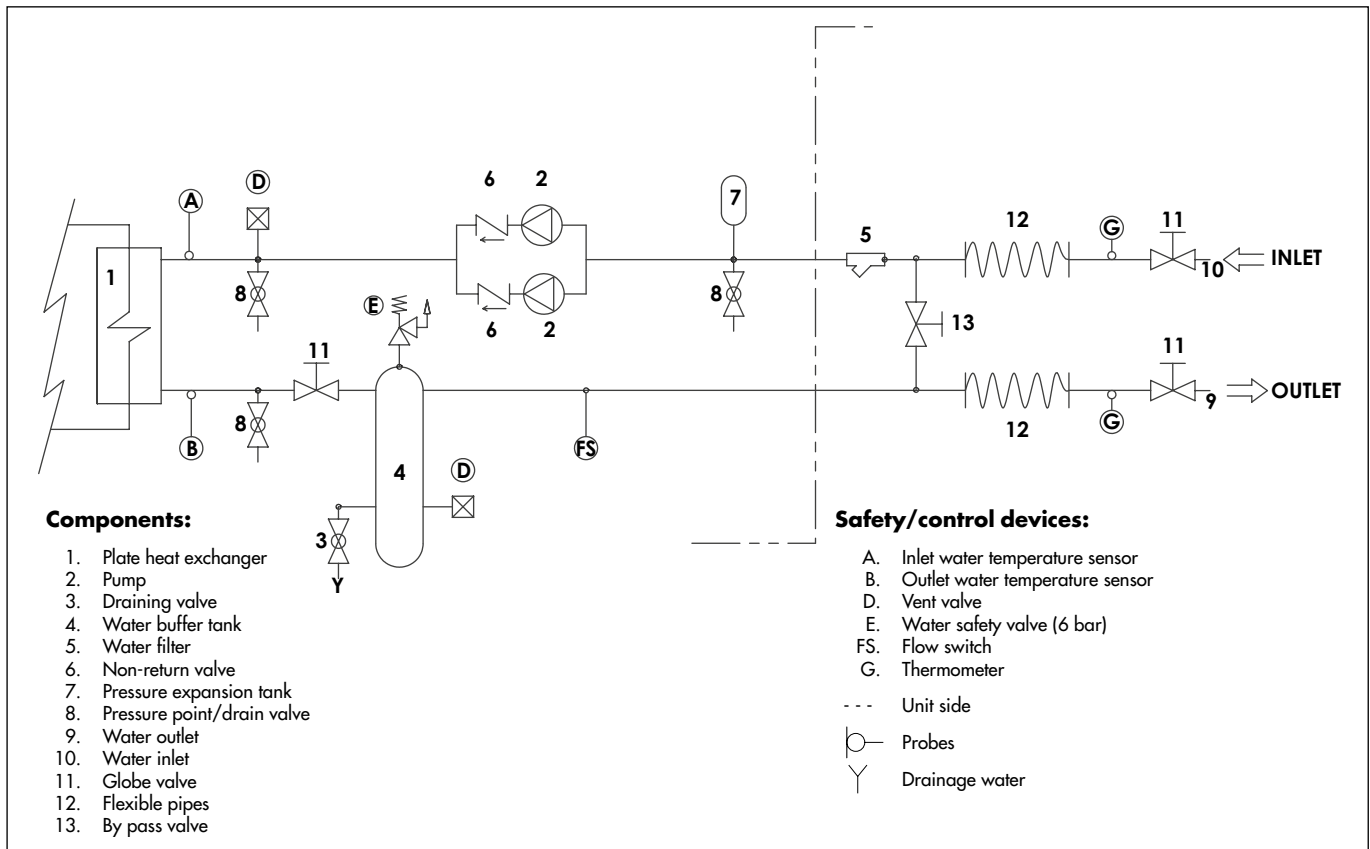 A
D
6
2
7
5
12
G
11
10
INLET
1
8
E
6
2
8
13
11
11
9
OUTLET
B
8
FS
12
G
4
D
3
Components:
1. Plate heat exchanger
2. Pump
3. Draining valve
4. Water buffer tank
5. Water filter
6. Non-return valve
7. Pressure expansion tank
8. Pressure point/drain valve
9. Water outlet
10. Water inlet
11. Globe valve
12. Flexible pipes
13. By pass valve
Safety/control devices:
A. Inlet water temperature sensor
B. Outlet water temperature sensor
D. Vent valve
E. Water safety valve (6 bar)
FS. Flow switch
G. Thermometer
Unit side
Probes
Drainage water